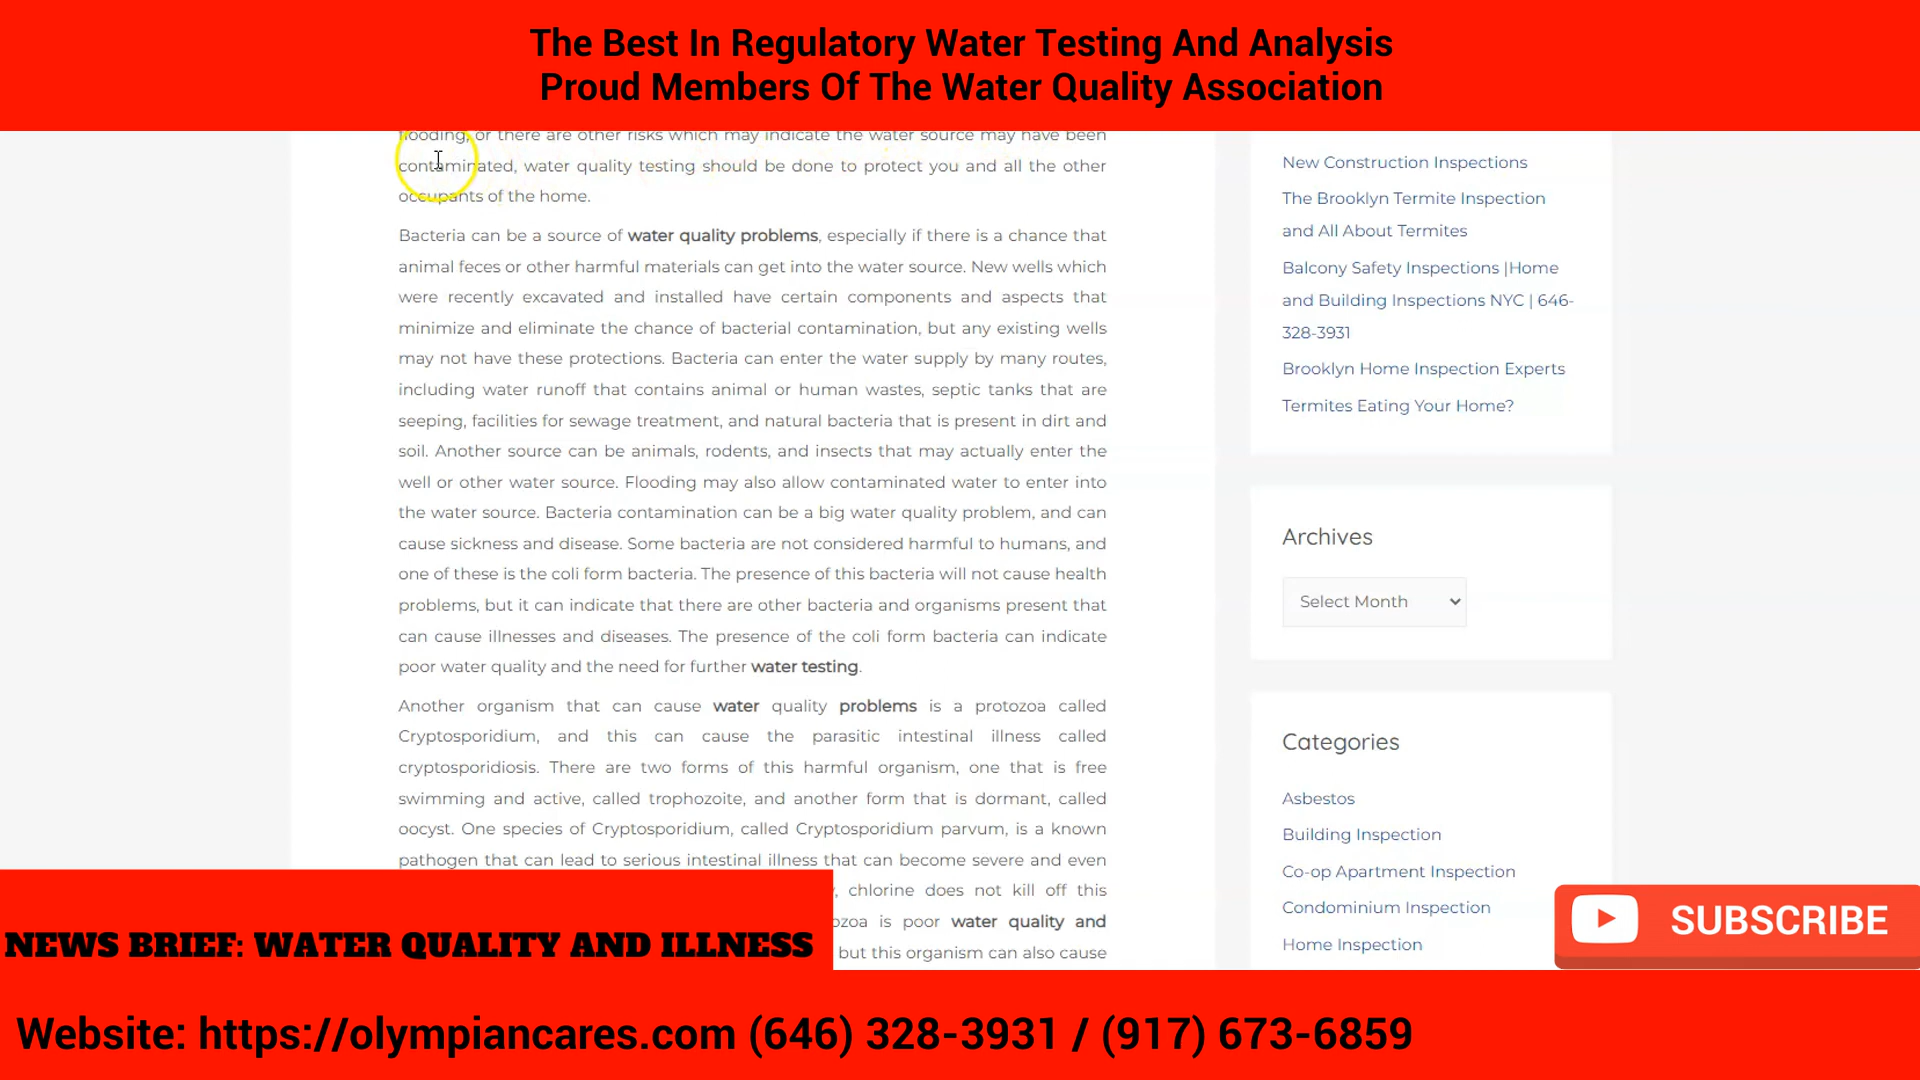 The Best In Regulatory Water Testing And Analysis
Proud Members Of The Water Quality Association
flooding, or there are other risks which may indicate the water source may have been
contaminated, water quality testing should be done to protect you and all the other
occupants of the home.
Bacteria can be a source of water quality problems, especially if there is a chance that
animal feces or other harmful materials can get into the water source. New wells which
were recently excavated and installed have certain components and aspects that
minimize and eliminate the chance of bacterial contamination, but any existing wells
may not have these protections. Bacteria can enter the water supply by many routes,
including water runoff that contains animal or human wastes, septic tanks that are
seeping, facilities for sewage treatment, and natural bacteria that is present in dirt and
soil. Another source can be animals, rodents, and insects that may actually enter the
well or other water source. Flooding may also allow contaminated water to enter into
the water source. Bacteria contamination can be a big water quality problem, and can
cause sickness and disease. Some bacteria are not considered harmful to humans, and
one of these is the coli form bacteria. The presence of this bacteria will not cause health
problems, but it can indicate that there are other bacteria and organisms present that
can cause illnesses and diseases. The presence of the coli form bacteria can indicate
poor water quality and the need for further water testing.
Another organism that can cause water quality problems is a protozoa called
Cryptosporidium, and this can cause the parasitic intestinal illness called
cryptosporidiosis. There are two forms of this harmful organism, one that is free
swimming and active, called trophozoite, and another form that is dormant, called
oocyst. One species of Cryptosporidium, called Cryptosporidium parvum, is a known
pathogen that can lead to serious intestinal illness that can become severe and even
, chlorine does not kill off this
is poor water quality and
but this organism can also cause
New Construction Inspections
The Brooklyn Termite Inspection
and All About Termites
Balcony Safety Inspections |Home
and Building Inspections NYC | 646-
328-3931
Brooklyn Home Inspection Experts
Termites Eating Your Home?
Archives
Select Month
Categories
Asbestos
Building Inspection
Co-op Apartment Inspection
Condominium Inspection
Home Inspection
NEWS BRIEF: WATER QUALITY AND ILLNESS
SUBSCRIBE
Website: https://olympiancares.com (646) 328-3931 / (917) 673-6859